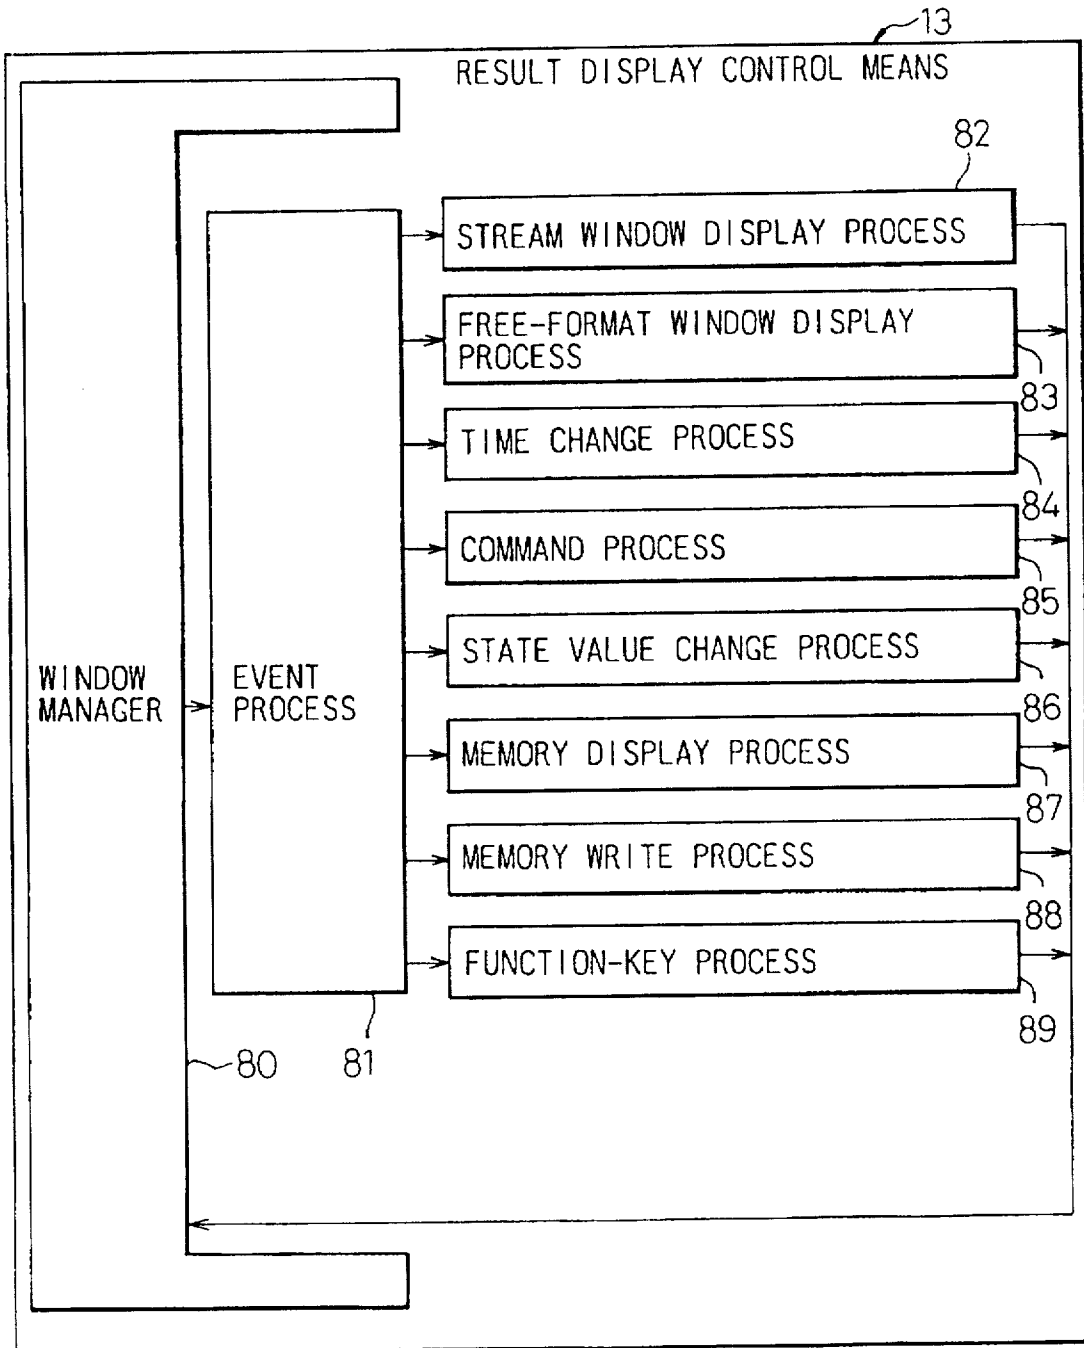 13
RESULT DISPLAY CONTROL MEANS
82
STREAM WINDOW DISPLAY PROCESS
FREE-FORMAT WINDOW DISPLAY
PROCESS
83
TIME CHANGE PROCESS
84
COMMAND PROCESS
85
STATE VALUE CHANGE PROCESS
86
WINDOW
MANAGER
EVENT
PROCESS
MEMORY DISPLAY PROCESS
87
MEMORY WRITE PROCESS
88
FUNCTION-KEY PROCESS
89
80
81